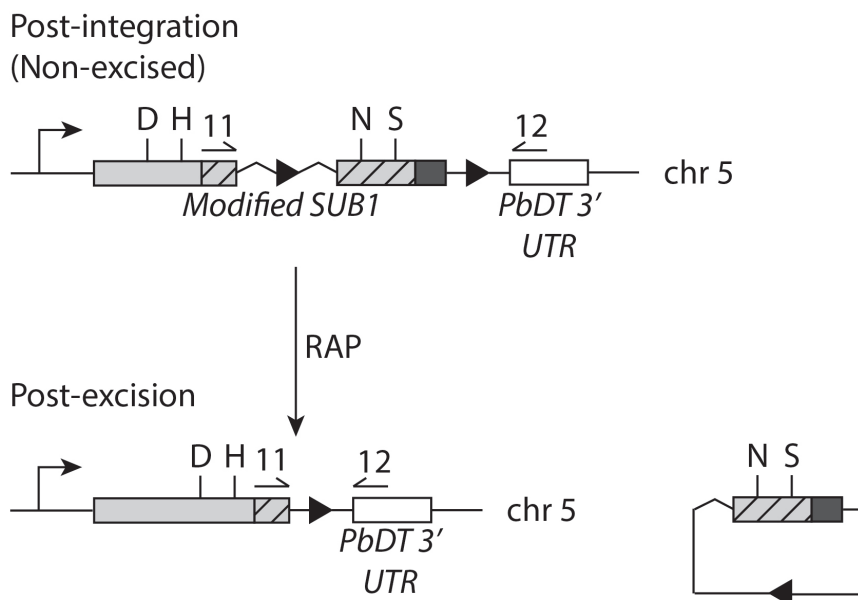 Post-integration
(Non-excised)
D H 11 N S 12
chr 5
Modified SUB1 PbDT 3′
UTR
RAP
Post-excision
D H 11 12 N S
chr 5
PbDT 3′
UTR